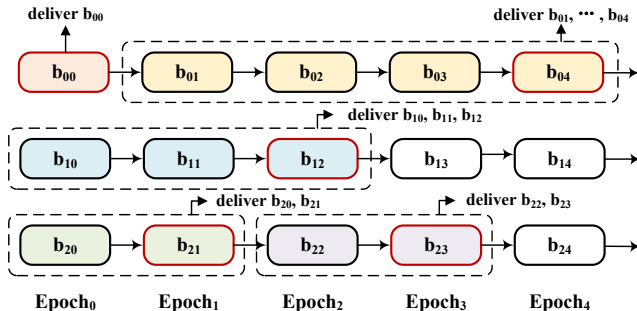 deliver b₀₀ deliver b₀₁, ···, b₀₄
b₀₀ b₀₁ b₀₂ b₀₃ b₀₄
deliver b₁₀, b₁₁, b₁₂
b₁₀ b₁₁ b₁₂ b₁₃ b₁₄
deliver b₂₀, b₂₁ deliver b₂₂, b₂₃
b₂₀ b₂₁ b₂₂ b₂₃ b₂₄
Epoch₀ Epoch₁ Epoch₂ Epoch₃ Epoch₄